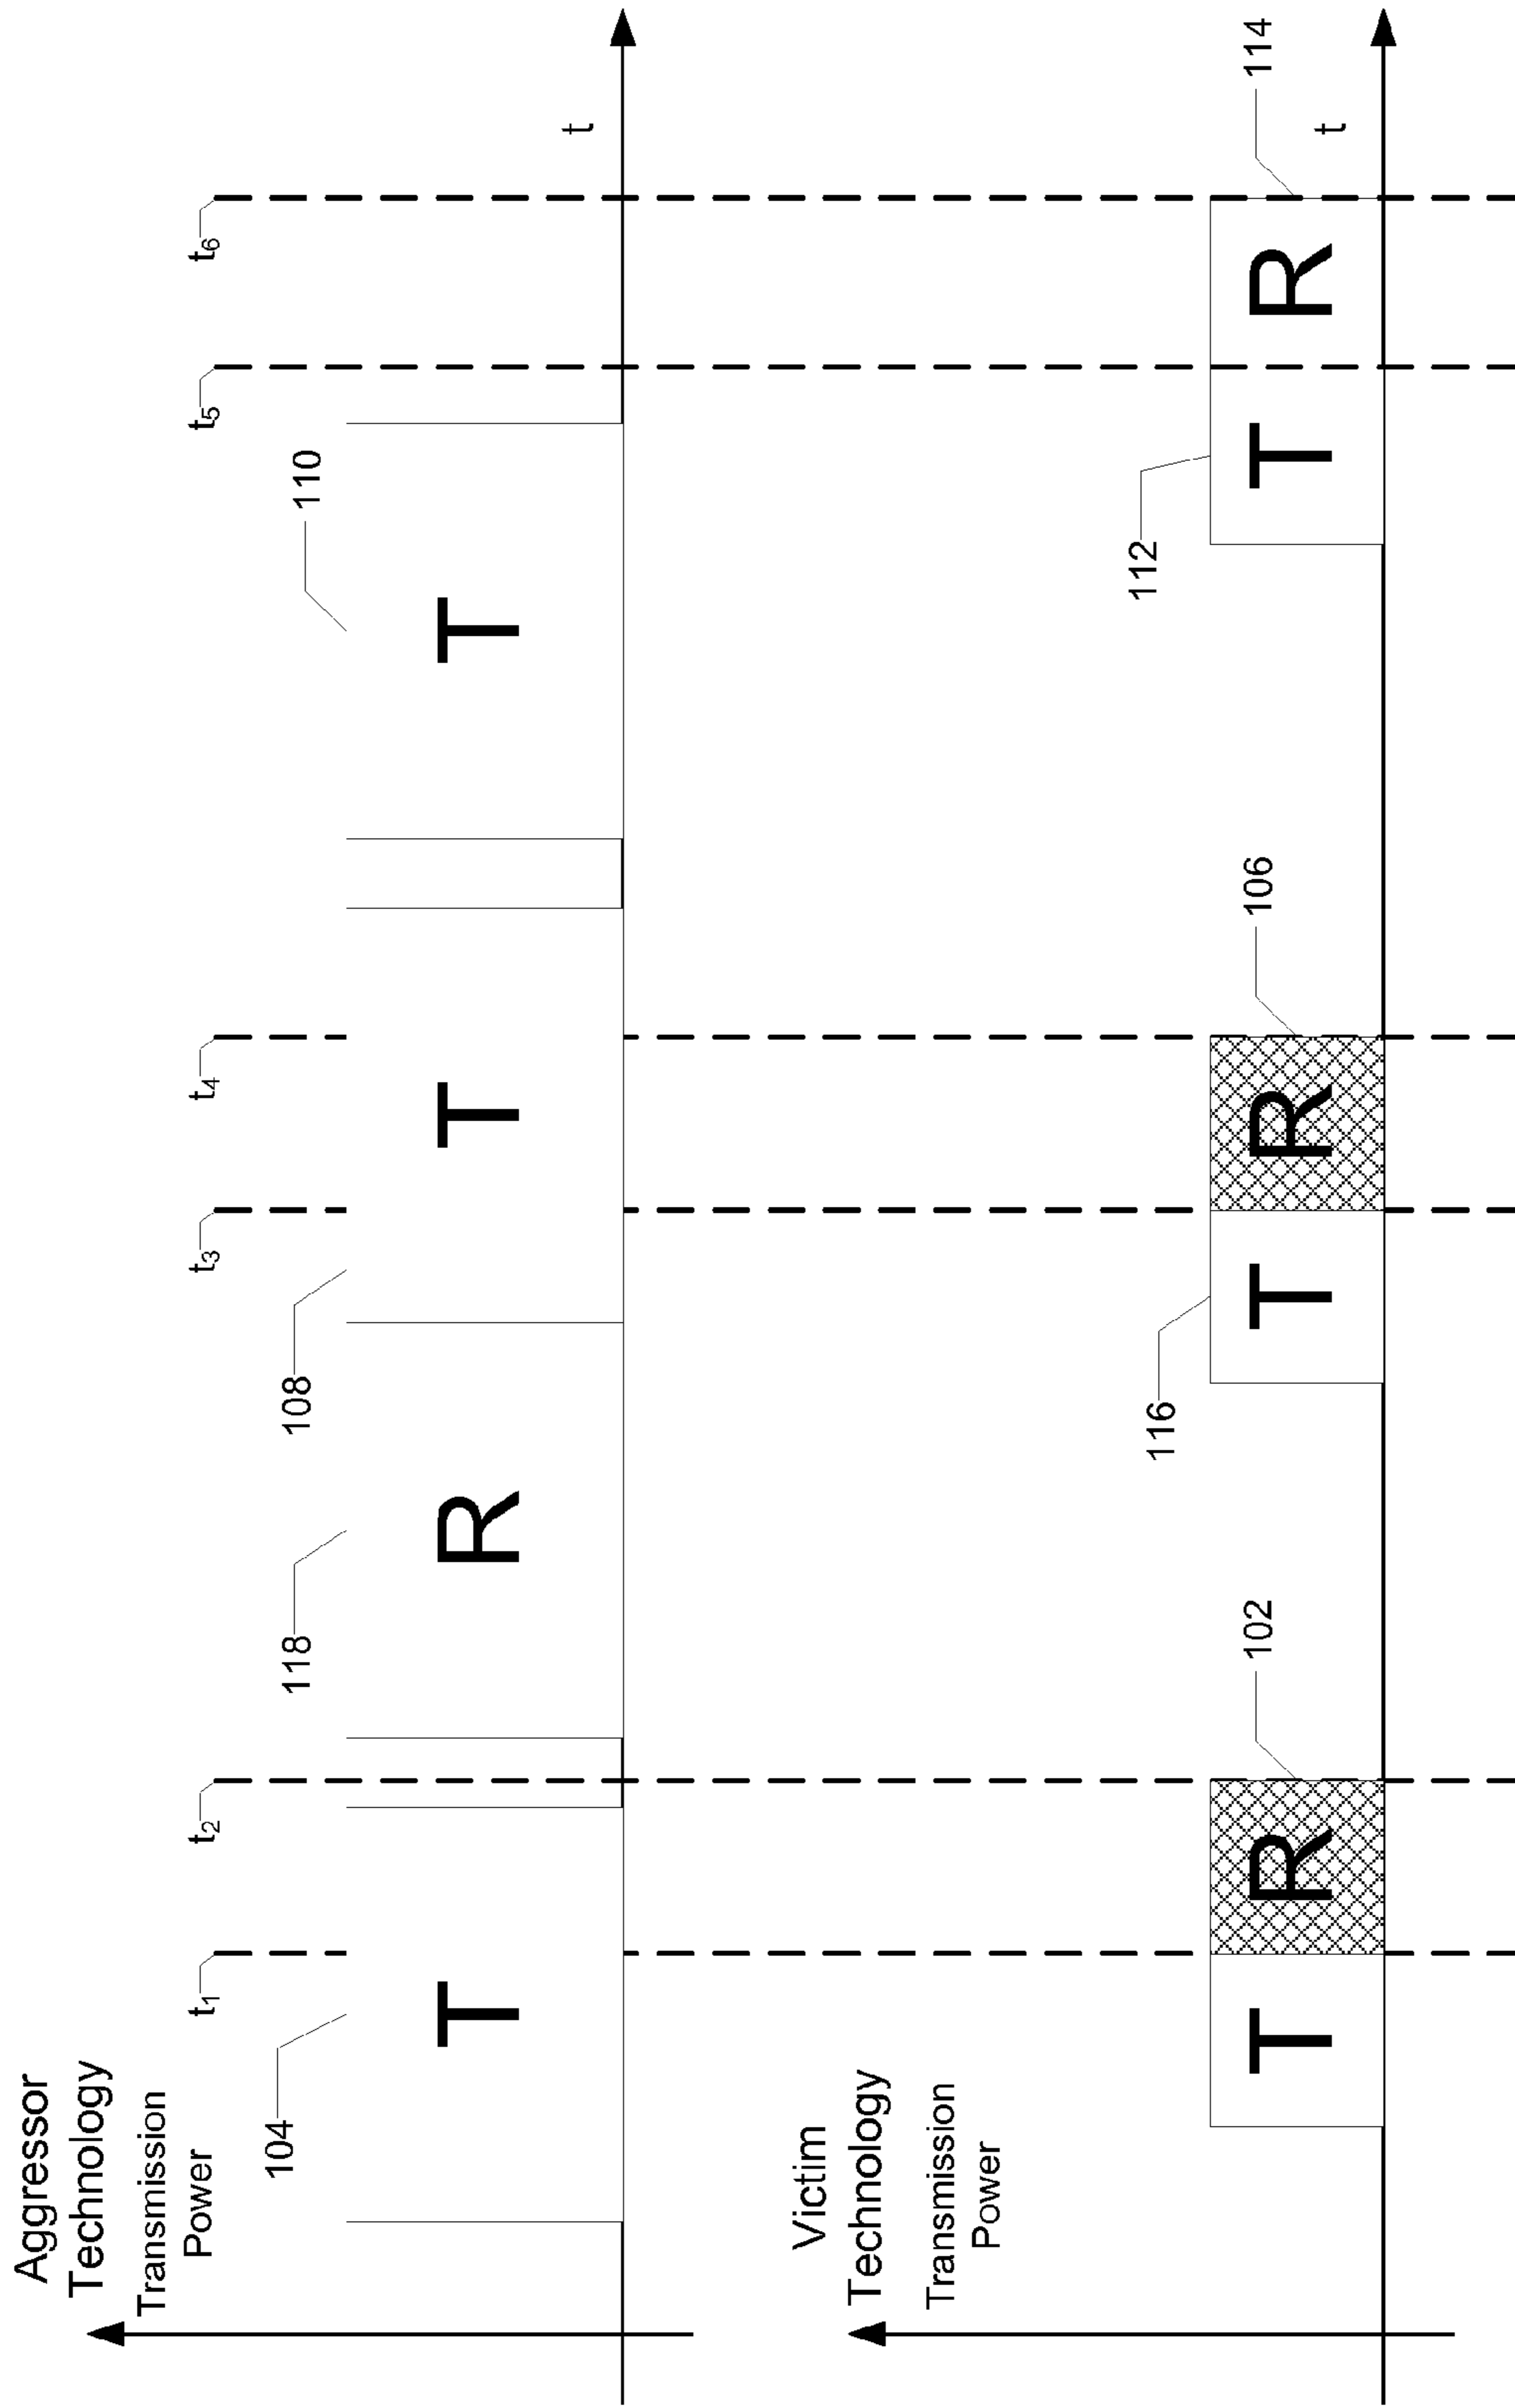 Aggressor
Technology
Transmission
Power
104
t1
t2
118
108
t3
t4
110
t5
t6
T
R
T
T
t
Victim
Technology
Transmission
Power
102
116
106
112
114
T
R
T
R
T
R
t